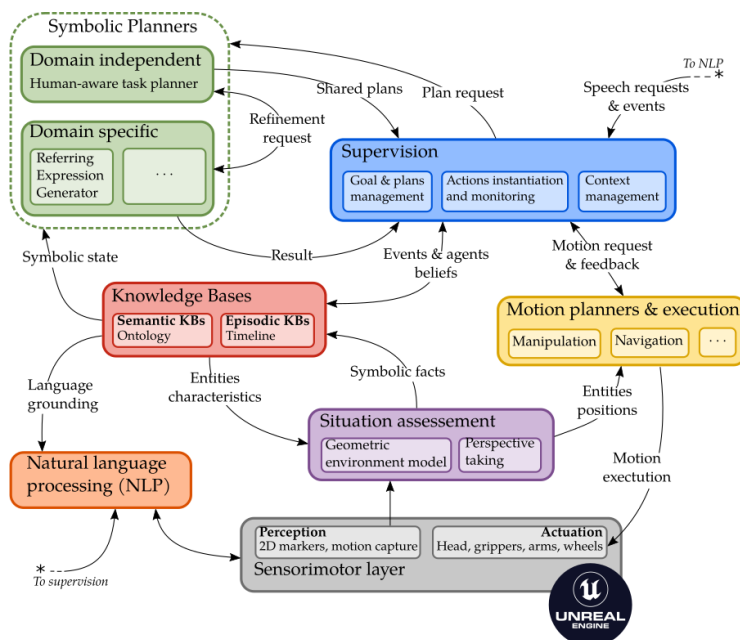 Symbolic Planners
Domain independent
Human-aware task planner
Domain specific
Referring
Expression
Generator
...
Refinement
request
Shared plans
Plan request
To NLP
*
Speech requests
& events
Supervision
Goal & plans
management
Actions instantiation
and monitoring
Context
management
Symbolic state
Result
Events & agents
beliefs
Motion request
& feedback
Knowledge Bases
Semantic KBs
Ontology
Episodic KBs
Timeline
Motion planners & execution
Manipulation
Navigation
...
Language
grounding
Entities
characteristics
Symbolic facts
Entities
positions
Situation assessement
Geometric
environment model
Perspective
taking
Natural language
processing (NLP)
Motion
exectution
Perception
2D markers, motion capture
Actuation
Head, grippers, arms, wheels
Sensorimotor layer
*
To supervision
UNREAL
ENGINE